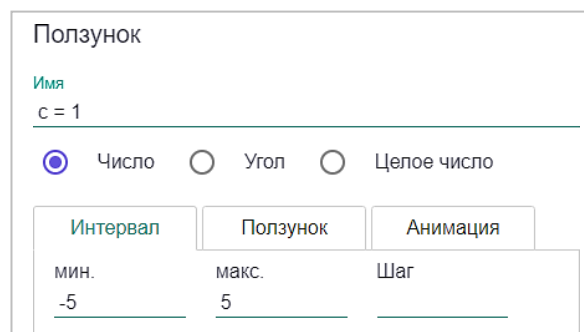 Ползунок
Имя
c = 1
Число Угол Целое число
Интервал Ползунок Анимация
мин. макс. Шаг
-5 5